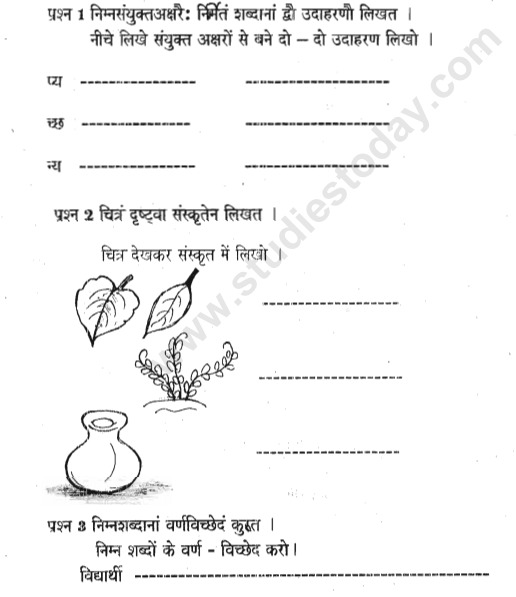 प्रश्न 1 निम्नसंयुक्तअक्षरै: निर्मितं शब्दानां द्वौ उदाहरणौ लिखत ।
नीचे लिखे संयुक्त अक्षरों से बने दो – दो उदाहरण लिखो ।
प्य ---------------- ----------------
च्छ ---------------- ----------------
न्य ---------------- ----------------
प्रश्न 2 चित्रं दृष्ट्वा संस्कृतेन लिखत ।
चित्र देखकर संस्कृत में लिखो ।
प्रश्न 3 निम्नशब्दानां वर्णविच्छेदं कुरुत ।
निम्न शब्दों के वर्ण - विच्छेद करो।
विद्यार्थी ----------------
www.studiestoday.com